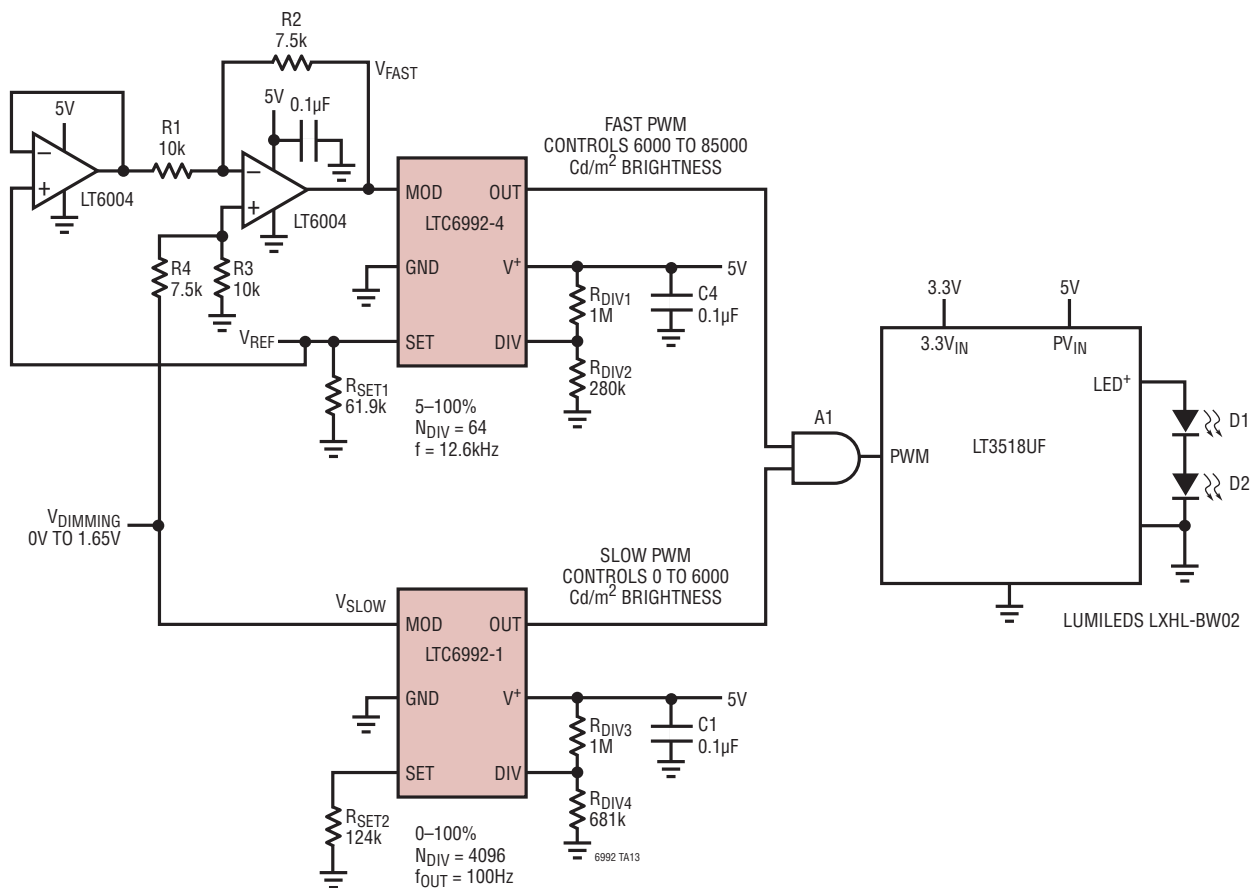 R2
7.5k
VFAST
5V
0.1µF
5V
R1
10k
−
+
LT6004
−
+
LT6004
R4
7.5k
R3
10k
VREF
FAST PWM
CONTROLS 6000 TO 85000
Cd/m² BRIGHTNESS
MOD
OUT
LTC6992-4
GND
V⁺
SET
DIV
5V
RDIV1
1M
C4
0.1µF
RDIV2
280k
RSET1
61.9k
5–100%
NDIV = 64
f = 12.6kHz
A1
3.3V
5V
3.3VIN
PVIN
LED⁺
PWM
LT3518UF
D1
D2
LUMILEDS LXHL-BW02
VDIMMING
0V TO 1.65V
SLOW PWM
CONTROLS 0 TO 6000
Cd/m² BRIGHTNESS
VSLOW
MOD
OUT
LTC6992-1
GND
V⁺
SET
DIV
5V
RDIV3
1M
C1
0.1µF
RDIV4
681k
RSET2
124k
0–100%
NDIV = 4096
fOUT = 100Hz
6992 TA13